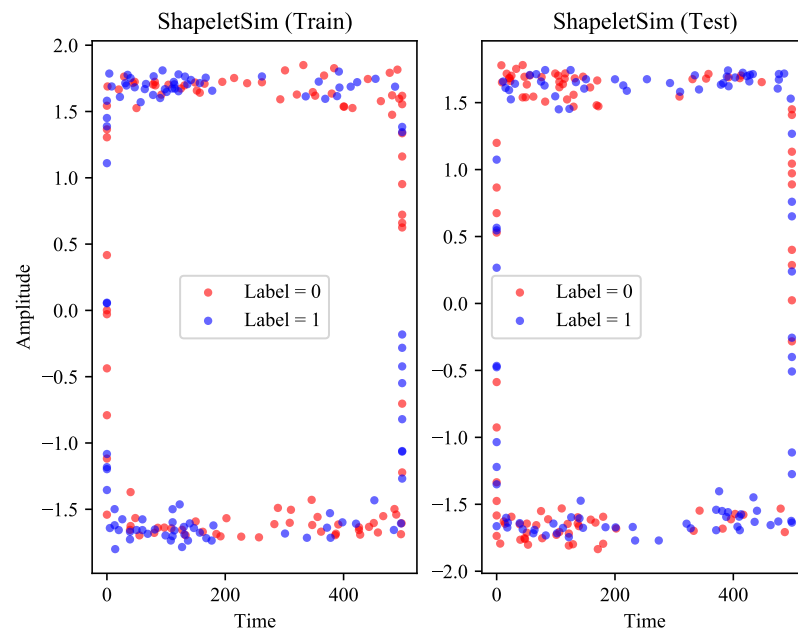 ShapeletSim (Train)
2.0
1.5
1.0
0.5
0.0
−0.5
−1.0
−1.5
Amplitude
Label = 0
Label = 1
0
200
400
Time
ShapeletSim (Test)
1.5
1.0
0.5
0.0
−0.5
−1.0
−1.5
−2.0
Label = 0
Label = 1
0
200
400
Time